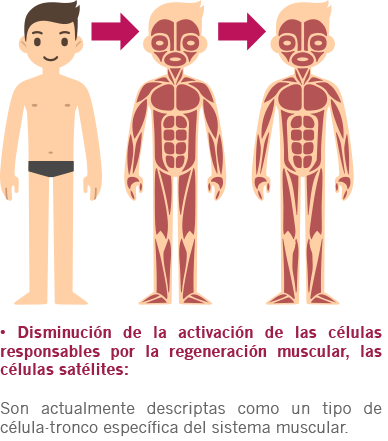 • Disminución de la activación de las células
responsables por la regeneración muscular, las
células satélites:
Son actualmente descriptas como un tipo de
célula-tronco específica del sistema muscular.